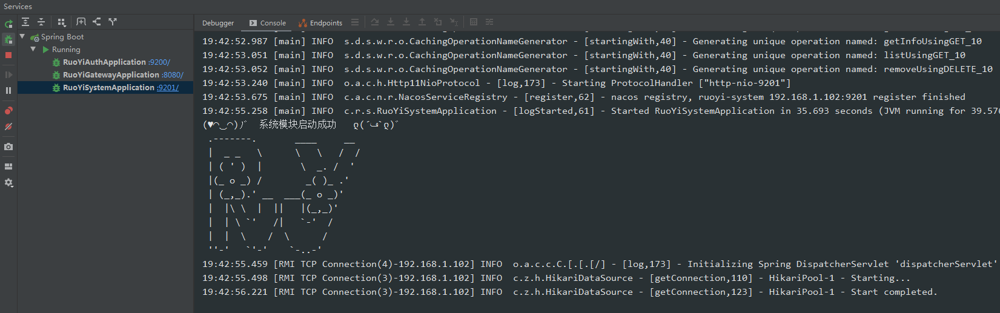 Services
Debugger Console Endpoints
Spring Boot
Running
RuoYiAuthApplication :9200/
RuoYiGatewayApplication :8080/
RuoYiSystemApplication :9201/
19:42:52.987 [main] INFO  s.d.s.w.r.o.CachingOperationNameGenerator - [startingWith,40] - Generating unique operation named: getInfoUsingGET_10
19:42:53.051 [main] INFO  s.d.s.w.r.o.CachingOperationNameGenerator - [startingWith,40] - Generating unique operation named: listUsingGET_10
19:42:53.052 [main] INFO  s.d.s.w.r.o.CachingOperationNameGenerator - [startingWith,40] - Generating unique operation named: removeUsingDELETE_10
19:42:53.240 [main] INFO  o.a.c.h.Http11NioProtocol - [log,173] - Starting ProtocolHandler ["http-nio-9201"]
19:42:53.675 [main] INFO  c.a.c.n.r.NacosServiceRegistry - [register,62] - nacos registry, ruoyi-system 192.168.1.102:9201 register finished
19:42:55.258 [main] INFO  c.r.s.RuoYiSystemApplication - [logStarted,61] - Started RuoYiSystemApplication in 35.693 seconds (JVM running for 39.576
(♥◠‿◠)ﾉﾞ  系统模块启动成功   ლ(´ڡ`ლ)ﾞ
 .-------.       ____     __
 |  _ _   \      \   \   /  /
 | ( ' )  |       \  _. /  '
 |(_ o _) /        _( )_ .'
 | (_,_).' __  ___(_ o _)'
 |  |\ \  |  ||   |(_,_)'
 |  | \ `'   /|   `-'  /
 |  |  \    /  \      /
 ''-'   `'-'    `-..-'
19:42:55.459 [RMI TCP Connection(4)-192.168.1.102] INFO  o.a.c.c.C.[.[.[/] - [log,173] - Initializing Spring DispatcherServlet 'dispatcherServlet'
19:42:55.498 [RMI TCP Connection(3)-192.168.1.102] INFO  c.z.h.HikariDataSource - [getConnection,110] - HikariPool-1 - Starting...
19:42:56.221 [RMI TCP Connection(3)-192.168.1.102] INFO  c.z.h.HikariDataSource - [getConnection,123] - HikariPool-1 - Start completed.